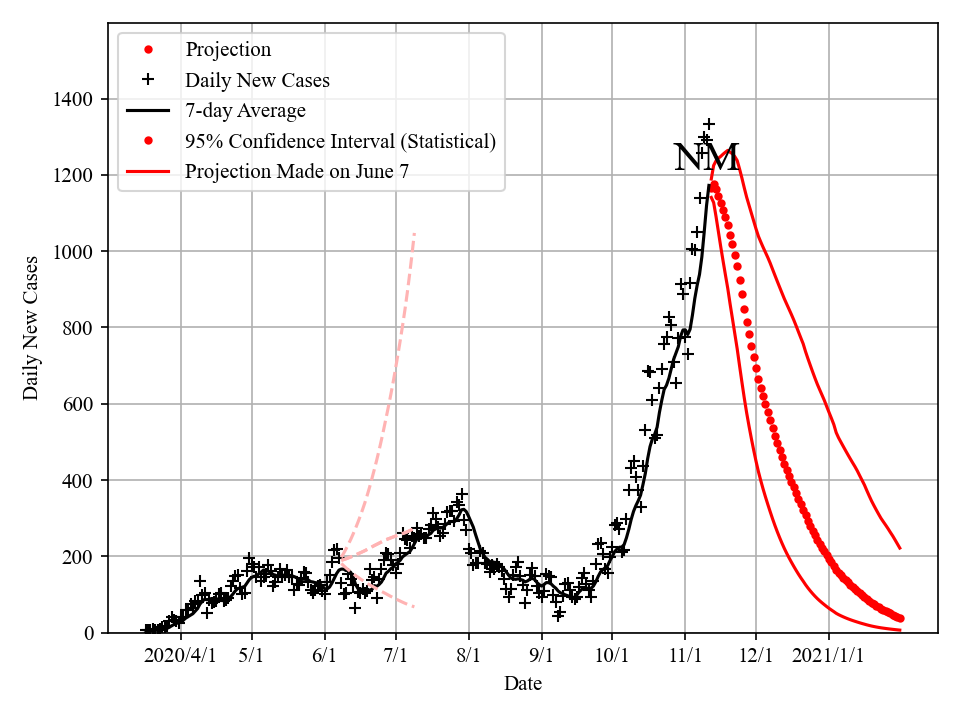 Projection
Daily New Cases
7-day Average
95% Confidence Interval (Statistical)
Projection Made on June 7
NM
Daily New Cases
1400
1200
1000
800
600
400
200
0
2020/4/1 5/1 6/1 7/1 8/1 9/1 10/1 11/1 12/1 2021/1/1
Date